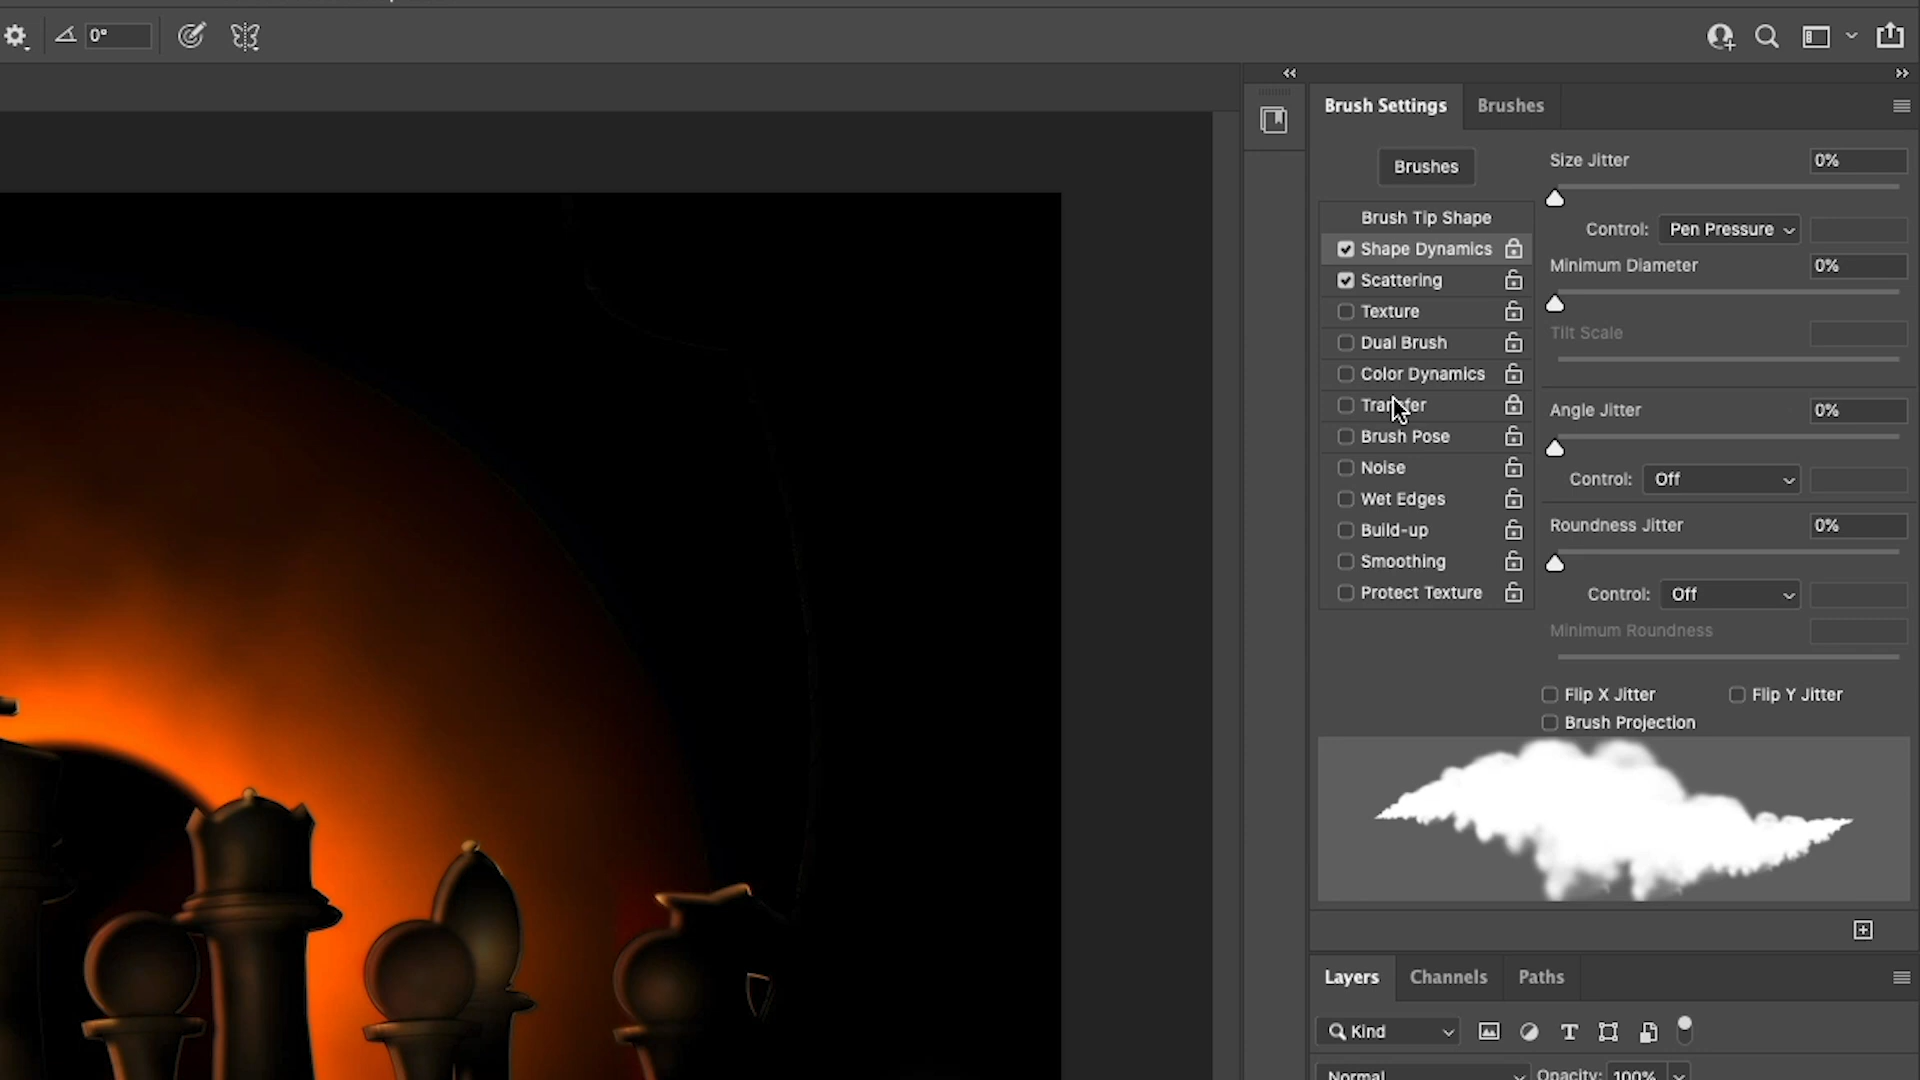 0°
Brush Settings
Brushes
Brushes
Size Jitter
0%
Brush Tip Shape
Control:
Pen Pressure
Shape Dynamics
Minimum Diameter
0%
Scattering
Texture
Tilt Scale
Dual Brush
Color Dynamics
Transfer
Angle Jitter
0%
Brush Pose
Noise
Control:
Off
Wet Edges
Build-up
Roundness Jitter
0%
Smoothing
Protect Texture
Control:
Off
Minimum Roundness
Flip X Jitter
Flip Y Jitter
Brush Projection
Layers
Channels
Paths
Kind
Normal
Opacity:
100%